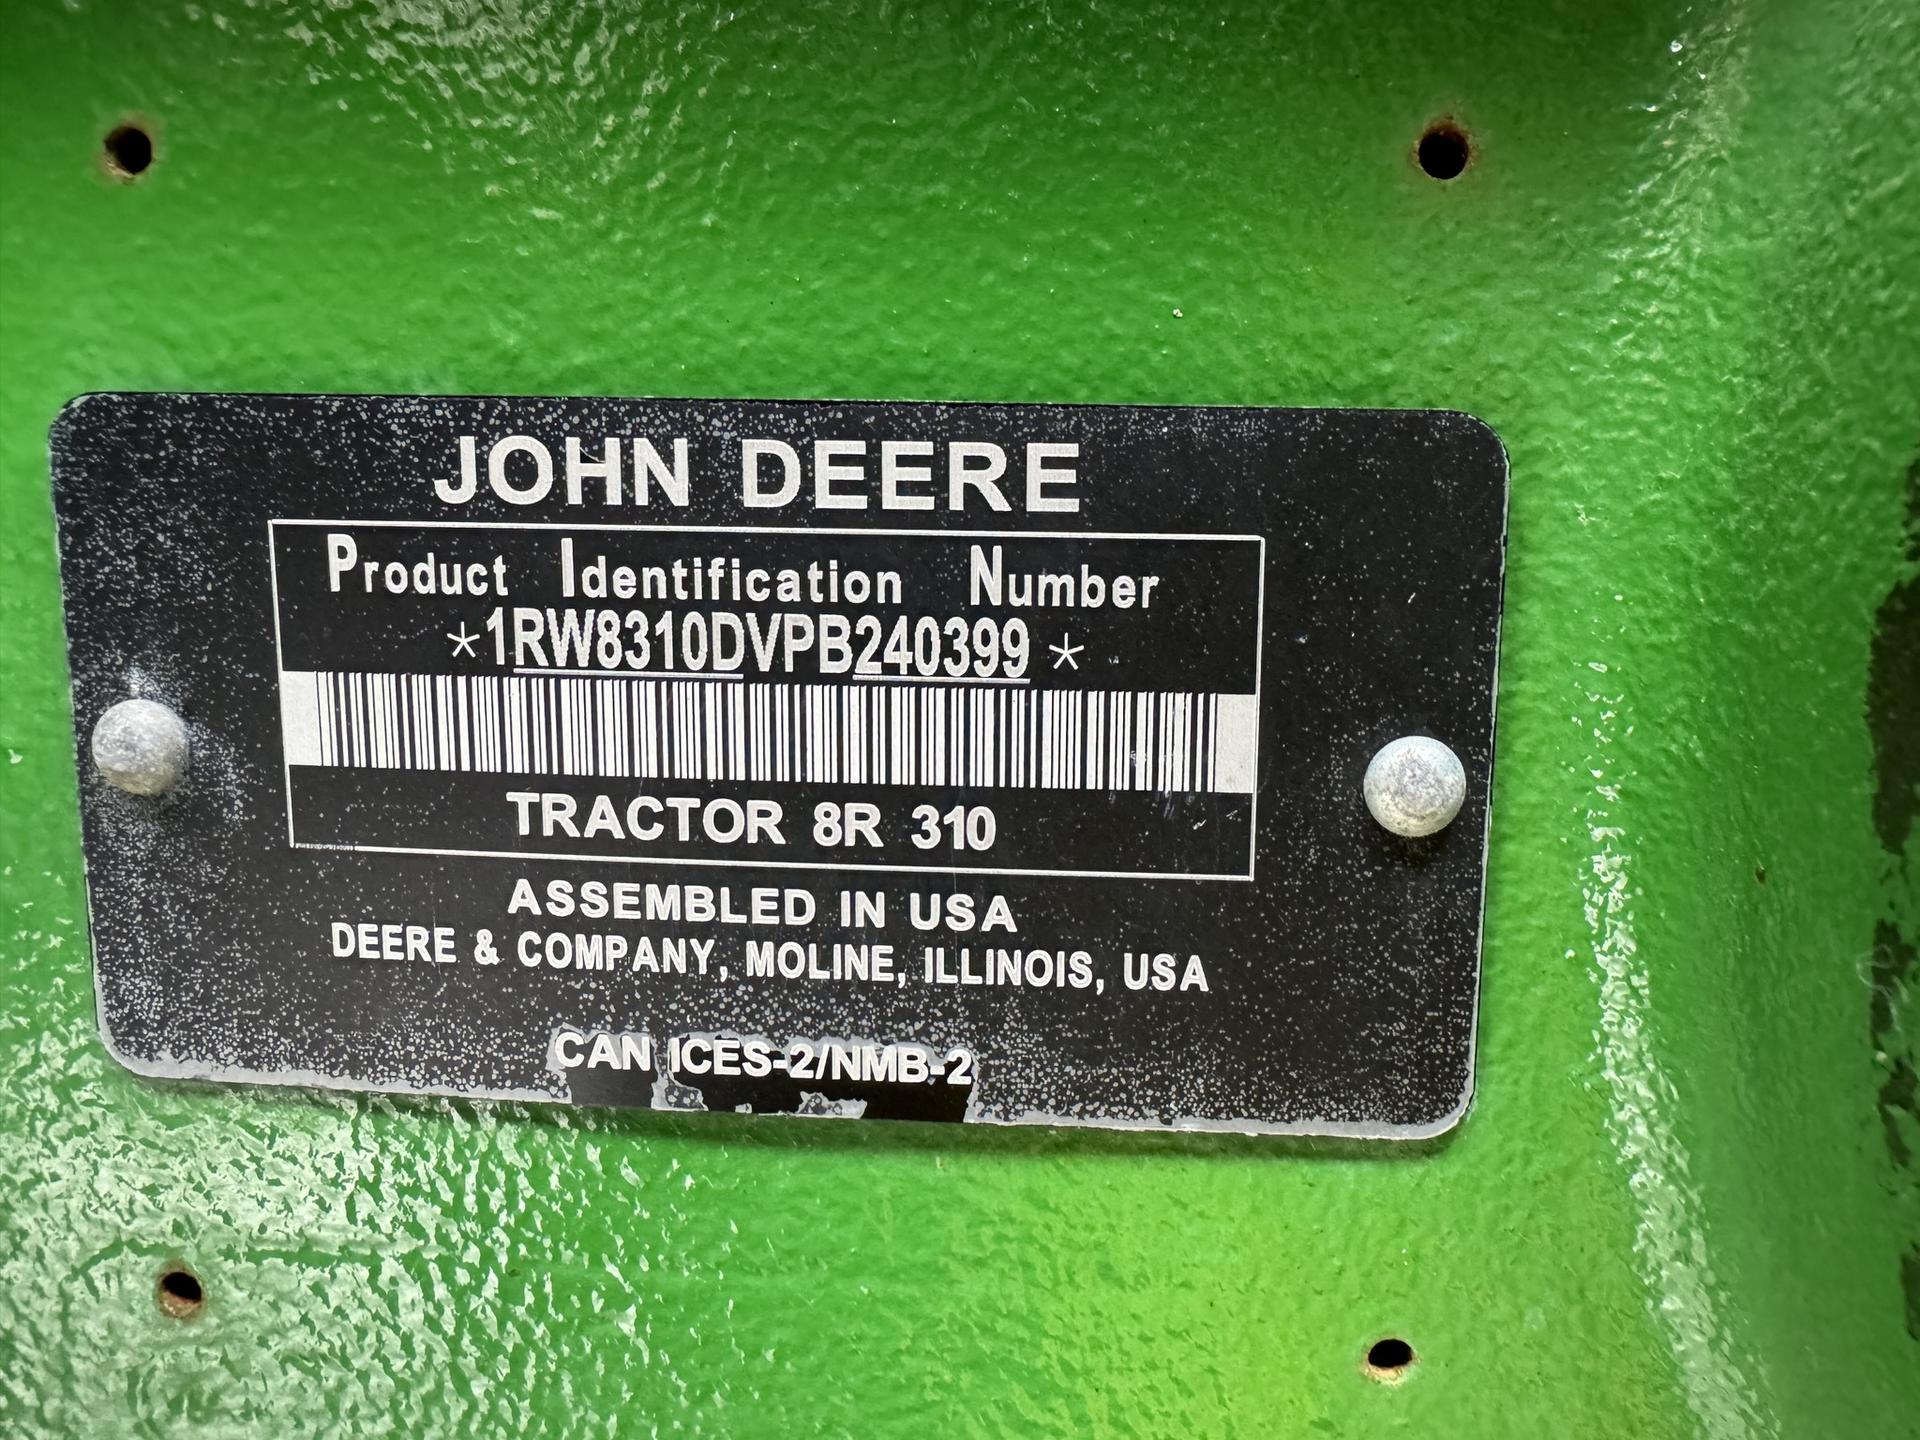 JOHN DEERE
Product Identification Number
*1RW8310DVPB240399*
TRACTOR 8R 310
ASSEMBLED IN USA
DEERE & COMPANY, MOLINE, ILLINOIS, USA
CAN ICES-2/NMB-2